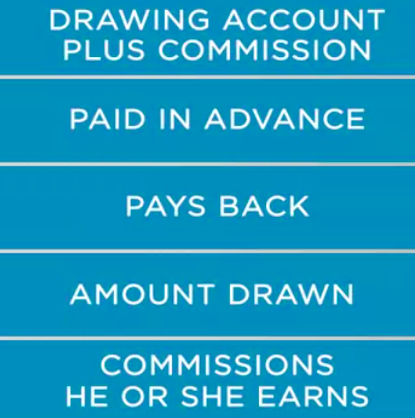 DRAWING ACCOUNT
PLUS COMMISSION
PAID IN ADVANCE
PAYS BACK
AMOUNT DRAWN
COMMISSIONS
HE OR SHE EARNS